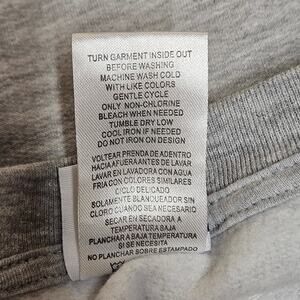 TURN GARMENT INSIDE OUT
BEFORE WASHING
MACHINE WASH COLD
WITH LIKE COLORS
GENTLE CYCLE
ONLY NON-CHLORINE
BLEACH WHEN NEEDED
TUMBLE DRY LOW
COOL IRON IF NEEDED
DO NOT IRON ON DESIGN
VOLTEAR PRENDA DE ADENTRO
HACIA AFUERA ANTES DE LAVAR
LAVAR EN LAVADORA CON AGUA
FRIA CON COLORES SIMILARES
CICLO DELICADO
SOLAMENTE BLANQUEADOR SIN
CLORO CUANDO SEA NECESARIO
SECAR EN SECADORA A
TEMPERATURA BAJA
PLANCHAR A BAJA TEMPERATURA
SI SE NECESITA
NO PLANCHAR SOBRE ESTAMPADO